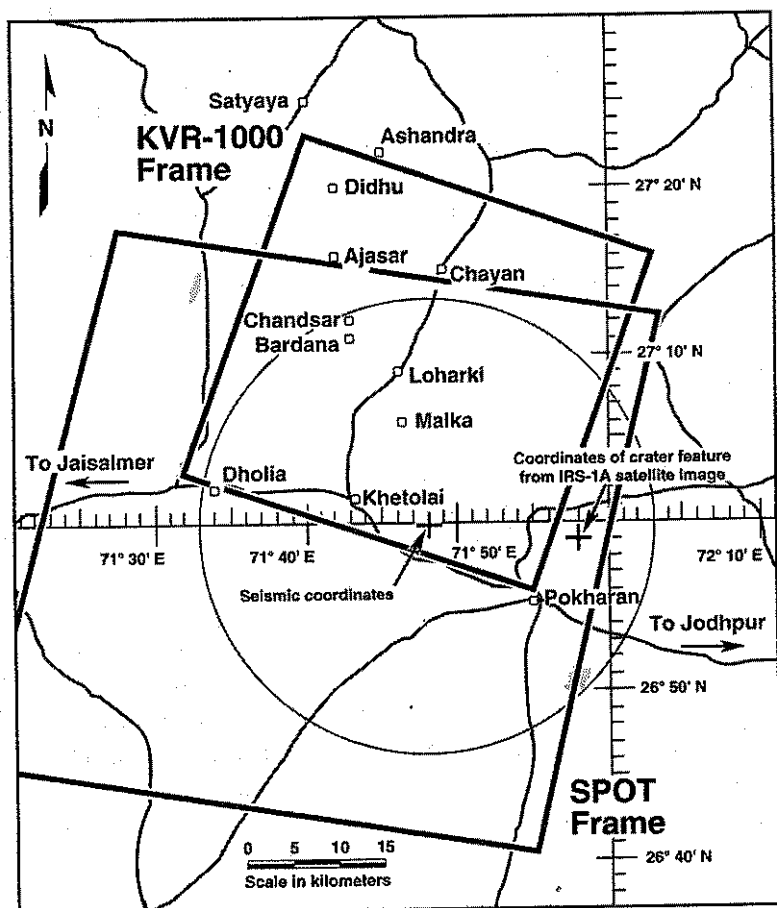 Satyaya
N
KVR-1000
Frame
Ashandra
Didhu
27° 20' N
Ajasar
Chayan
Chandsar
Bardana
27° 10' N
Loharki
Malka
Coordinates of crater feature
from IRS-1A satellite image
To Jaisalmer
Dholia
Khetolai
71° 30' E
71° 40' E
71° 50' E
72° 10' E
Seismic coordinates
Pokharan
To Jodhpur
26° 50' N
SPOT
Frame
0 5 10 15
Scale in kilometers
26° 40' N